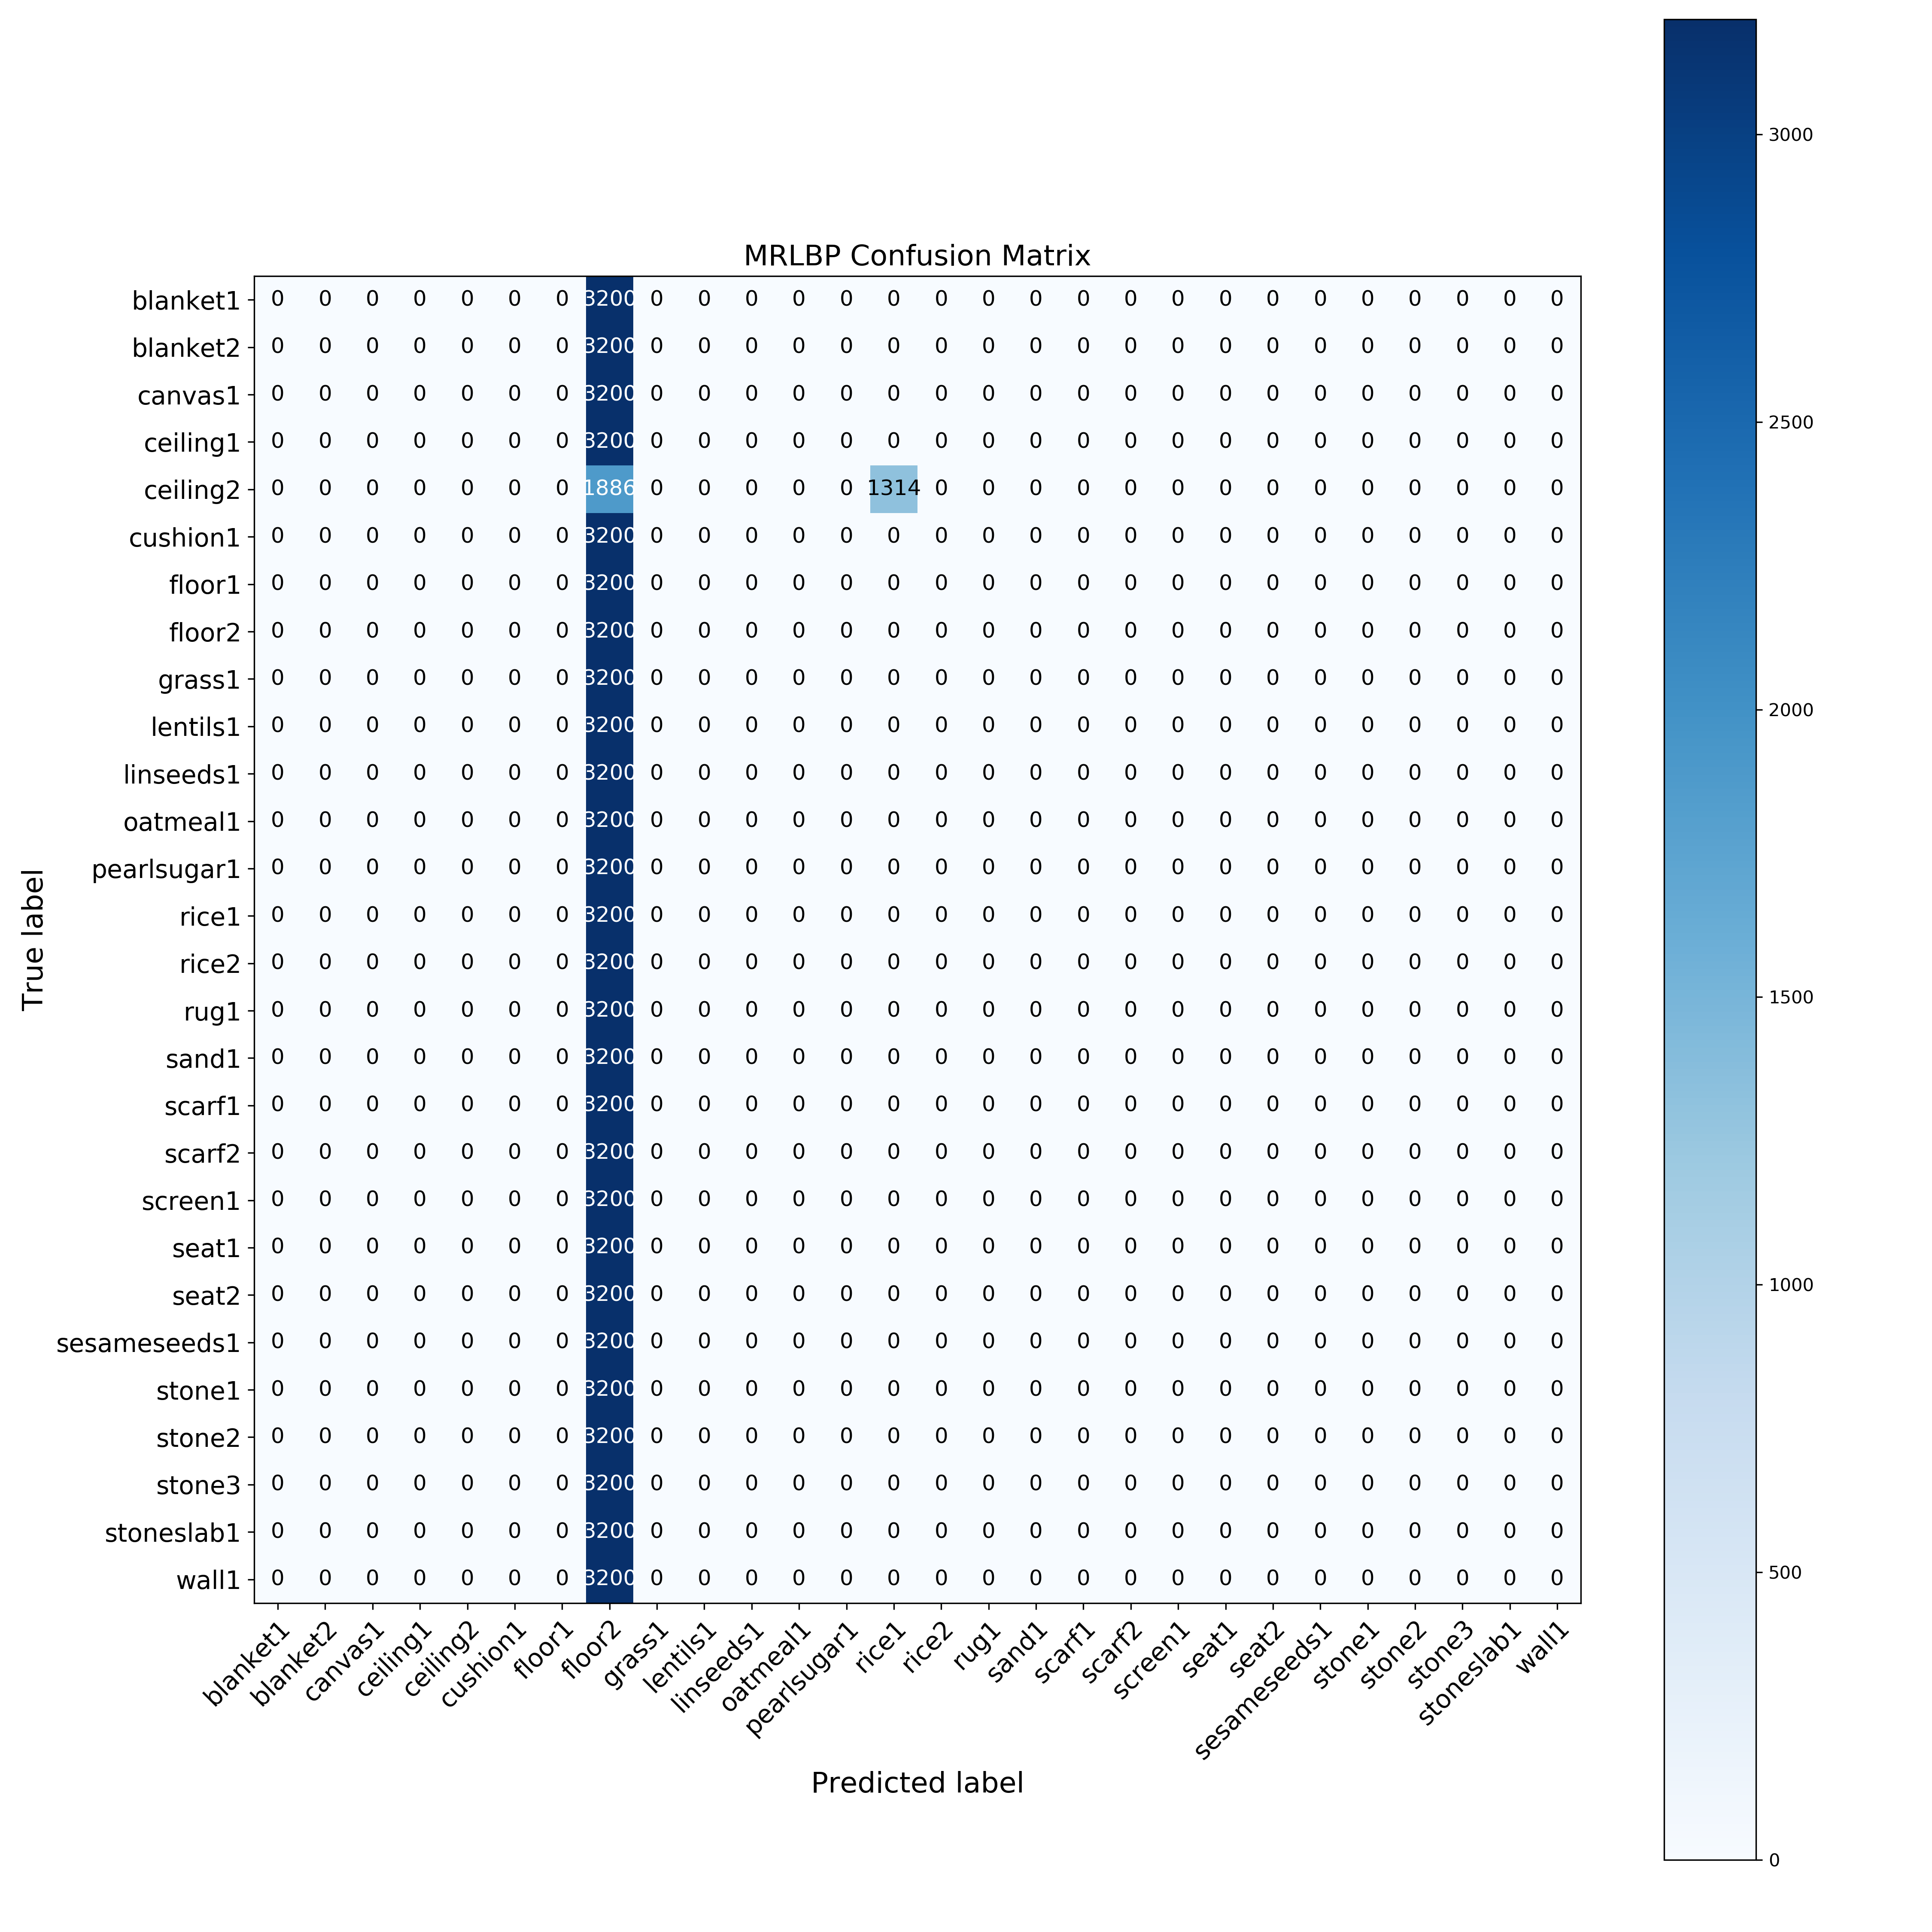 MRLBP Confusion Matrix
3000
2500
2000
1500
1000
500
0
True label
blanket1 0 0 0 0 0 0 0 3200 0 0 0 0 0 0 0 0 0 0 0 0 0 0 0 0 0 0 0 0
blanket2 0 0 0 0 0 0 0 3200 0 0 0 0 0 0 0 0 0 0 0 0 0 0 0 0 0 0 0 0
canvas1 0 0 0 0 0 0 0 3200 0 0 0 0 0 0 0 0 0 0 0 0 0 0 0 0 0 0 0 0
ceiling1 0 0 0 0 0 0 0 3200 0 0 0 0 0 0 0 0 0 0 0 0 0 0 0 0 0 0 0 0
ceiling2 0 0 0 0 0 0 0 1886 0 0 0 0 0 1314 0 0 0 0 0 0 0 0 0 0 0 0 0 0
cushion1 0 0 0 0 0 0 0 3200 0 0 0 0 0 0 0 0 0 0 0 0 0 0 0 0 0 0 0 0
floor1 0 0 0 0 0 0 0 3200 0 0 0 0 0 0 0 0 0 0 0 0 0 0 0 0 0 0 0 0
floor2 0 0 0 0 0 0 0 3200 0 0 0 0 0 0 0 0 0 0 0 0 0 0 0 0 0 0 0 0
grass1 0 0 0 0 0 0 0 3200 0 0 0 0 0 0 0 0 0 0 0 0 0 0 0 0 0 0 0 0
lentils1 0 0 0 0 0 0 0 3200 0 0 0 0 0 0 0 0 0 0 0 0 0 0 0 0 0 0 0 0
linseeds1 0 0 0 0 0 0 0 3200 0 0 0 0 0 0 0 0 0 0 0 0 0 0 0 0 0 0 0 0
oatmeal1 0 0 0 0 0 0 0 3200 0 0 0 0 0 0 0 0 0 0 0 0 0 0 0 0 0 0 0 0
pearlsugar1 0 0 0 0 0 0 0 3200 0 0 0 0 0 0 0 0 0 0 0 0 0 0 0 0 0 0 0 0
rice1 0 0 0 0 0 0 0 3200 0 0 0 0 0 0 0 0 0 0 0 0 0 0 0 0 0 0 0 0
rice2 0 0 0 0 0 0 0 3200 0 0 0 0 0 0 0 0 0 0 0 0 0 0 0 0 0 0 0 0
rug1 0 0 0 0 0 0 0 3200 0 0 0 0 0 0 0 0 0 0 0 0 0 0 0 0 0 0 0 0
sand1 0 0 0 0 0 0 0 3200 0 0 0 0 0 0 0 0 0 0 0 0 0 0 0 0 0 0 0 0
scarf1 0 0 0 0 0 0 0 3200 0 0 0 0 0 0 0 0 0 0 0 0 0 0 0 0 0 0 0 0
scarf2 0 0 0 0 0 0 0 3200 0 0 0 0 0 0 0 0 0 0 0 0 0 0 0 0 0 0 0 0
screen1 0 0 0 0 0 0 0 3200 0 0 0 0 0 0 0 0 0 0 0 0 0 0 0 0 0 0 0 0
seat1 0 0 0 0 0 0 0 3200 0 0 0 0 0 0 0 0 0 0 0 0 0 0 0 0 0 0 0 0
seat2 0 0 0 0 0 0 0 3200 0 0 0 0 0 0 0 0 0 0 0 0 0 0 0 0 0 0 0 0
sesameseeds1 0 0 0 0 0 0 0 3200 0 0 0 0 0 0 0 0 0 0 0 0 0 0 0 0 0 0 0 0
stone1 0 0 0 0 0 0 0 3200 0 0 0 0 0 0 0 0 0 0 0 0 0 0 0 0 0 0 0 0
stone2 0 0 0 0 0 0 0 3200 0 0 0 0 0 0 0 0 0 0 0 0 0 0 0 0 0 0 0 0
stone3 0 0 0 0 0 0 0 3200 0 0 0 0 0 0 0 0 0 0 0 0 0 0 0 0 0 0 0 0
stoneslab1 0 0 0 0 0 0 0 3200 0 0 0 0 0 0 0 0 0 0 0 0 0 0 0 0 0 0 0 0
wall1 0 0 0 0 0 0 0 3200 0 0 0 0 0 0 0 0 0 0 0 0 0 0 0 0 0 0 0 0
blanket1 blanket2 canvas1 ceiling1 ceiling2 cushion1 floor1 floor2 grass1 lentils1 linseeds1 oatmeal1 pearlsugar1 rice1 rice2 rug1 sand1 scarf1 scarf2 screen1 seat1 seat2 sesameseeds1 stone1 stone2 stone3 stoneslab1 wall1
Predicted label